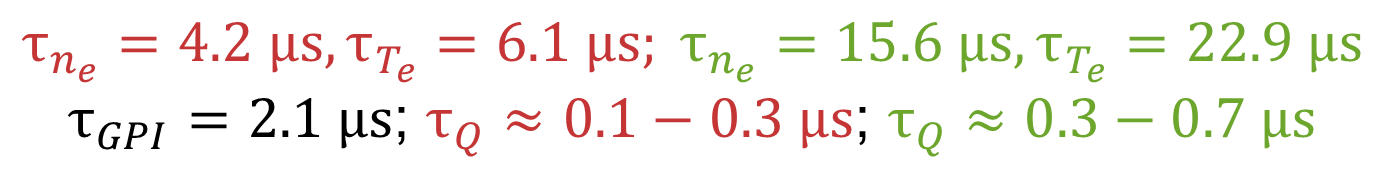 τ_{n_e} = 4.2 μs, τ_{T_e} = 6.1 μs; τ_{n_e} = 15.6 μs, τ_{T_e} = 22.9 μs
τ_{GPI} = 2.1 μs; τ_Q ≈ 0.1 − 0.3 μs; τ_Q ≈ 0.3 − 0.7 μs